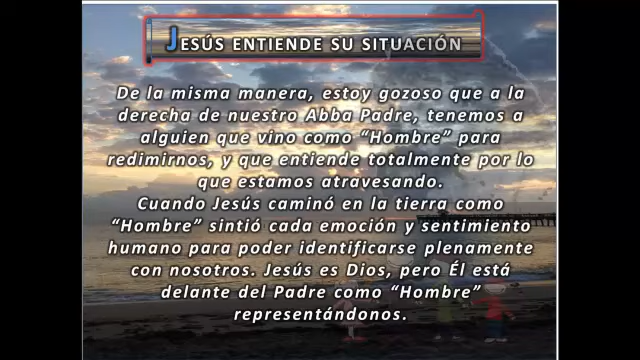 JESÚS ENTIENDE SU SITUACIÓN
De la misma manera, estoy gozoso que a la
derecha de nuestro Abba Padre, tenemos a
alguien que vino como “Hombre” para
redimirnos, y que entiende totalmente por lo
que estamos atravesando.
Cuando Jesús caminó en la tierra como
“Hombre” sintió cada emoción y sentimiento
humano para poder identificarse plenamente
con nosotros. Jesús es Dios, pero Él está
delante del Padre como “Hombre”
representándonos.